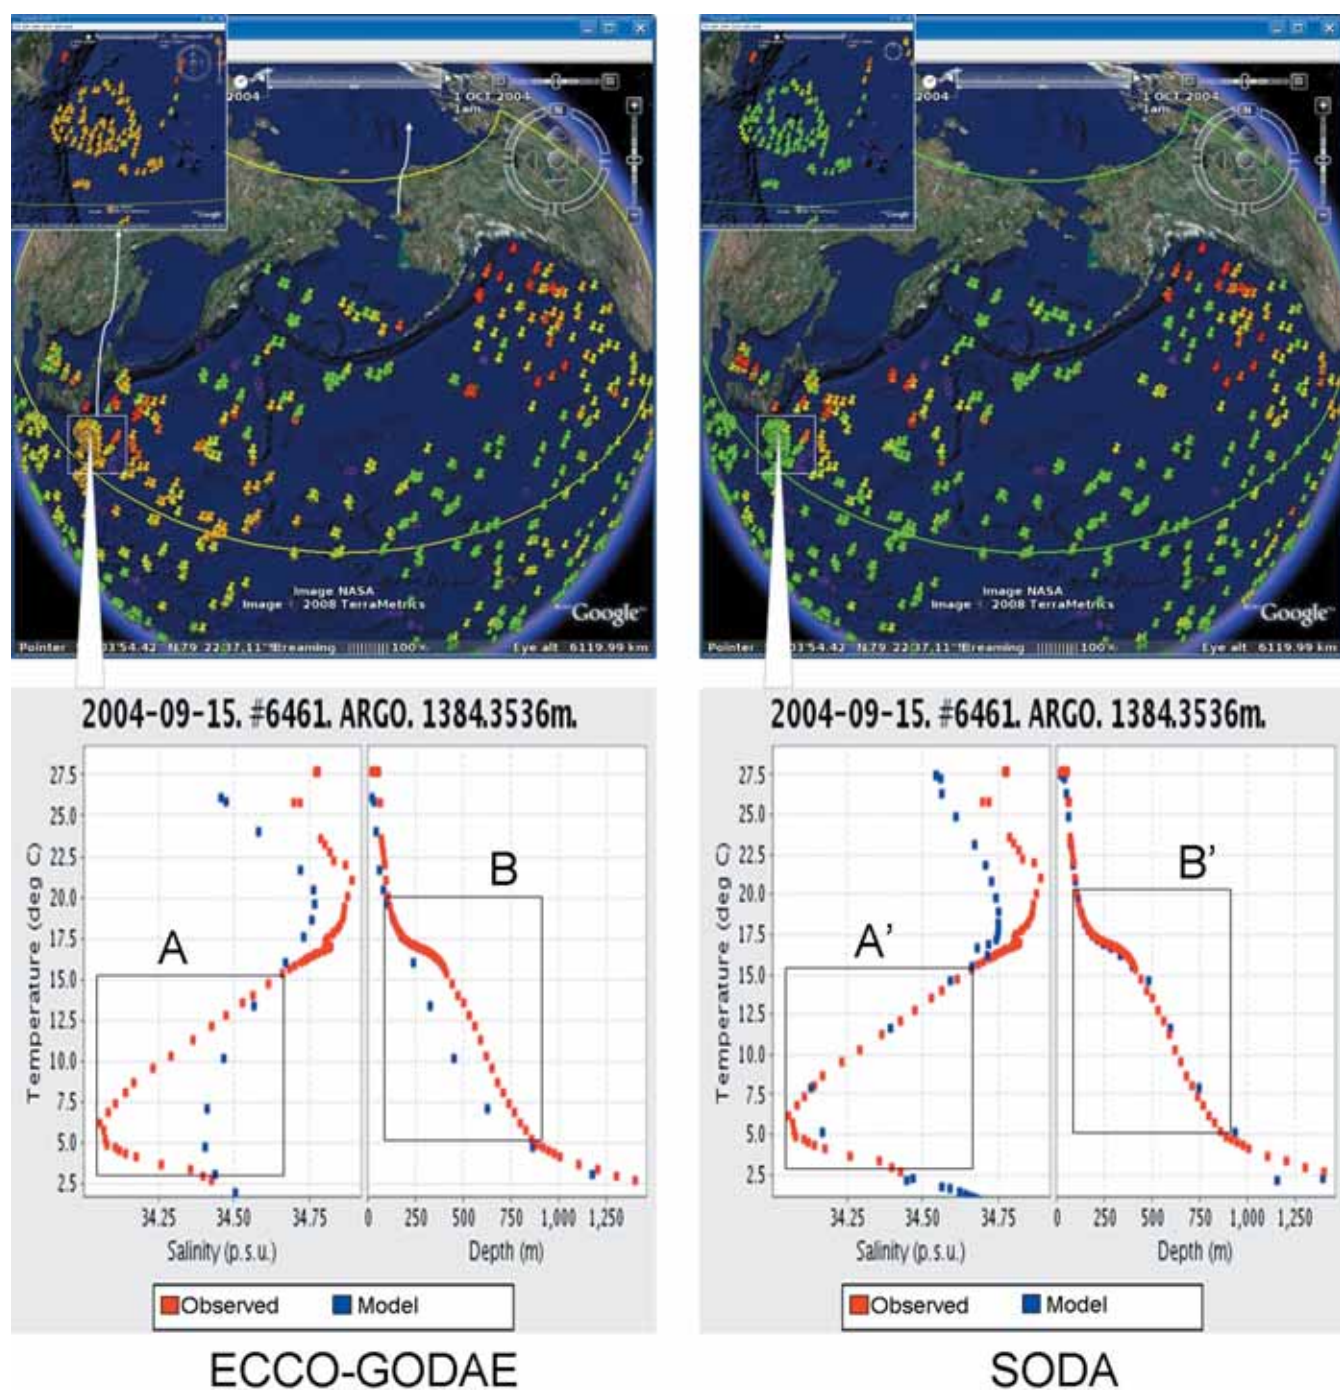 2004
1 OCT 2004
1am
Image NASA
Image © 2008 TerraMetrics
Google
Eye alt 6119.99 km
1 OCT 2004
1am
Image NASA
Image © 2008 TerraMetrics
Google
Eye alt 6119.99 km
2004-09-15. #6461. ARGO. 1384.3536m.
Temperature (deg C)
27.5
25.0
22.5
20.0
17.5
15.0
12.5
10.0
7.5
5.0
2.5
A
B
34.25 34.50 34.75 0 250 500 750 1,000 1,250
Salinity (p.s.u.) Depth (m)
Observed Model
ECCO-GODAE
2004-09-15. #6461. ARGO. 1384.3536m.
Temperature (deg C)
27.5
25.0
22.5
20.0
17.5
15.0
12.5
10.0
7.5
5.0
2.5
A'
B'
34.25 34.50 34.75 0 250 500 750 1,000 1,250
Salinity (p.s.u.) Depth (m)
Observed Model
SODA